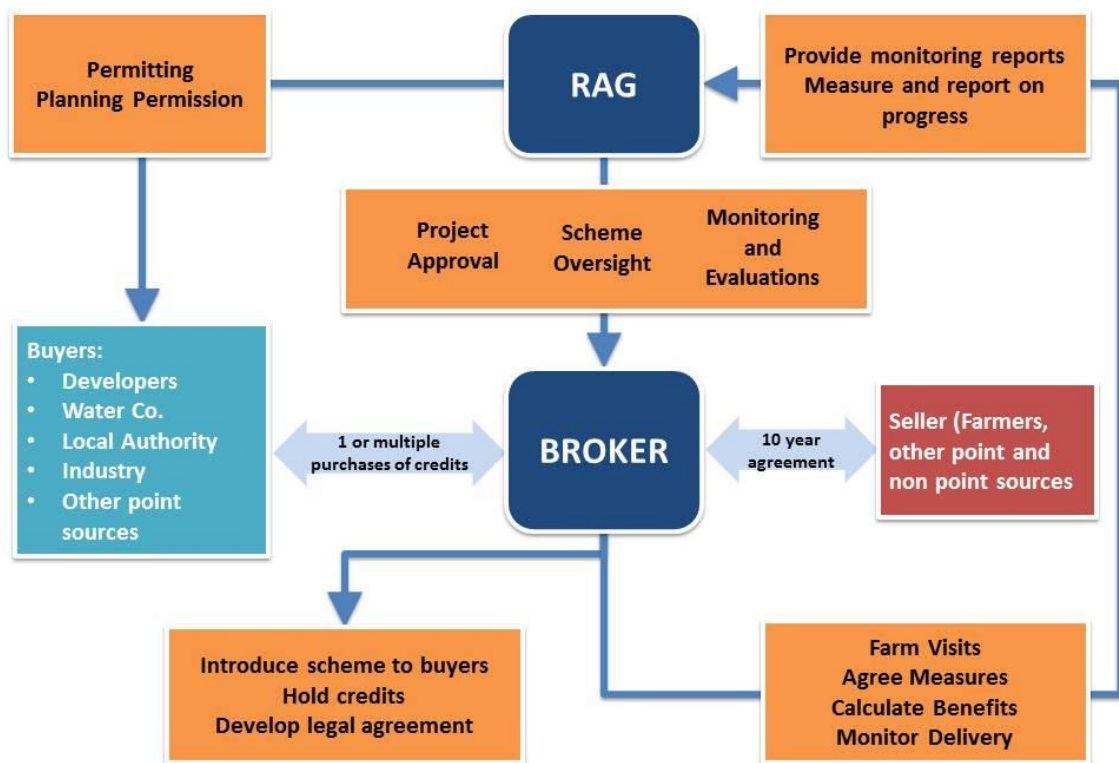 Permitting
Planning Permission
RAG
Provide monitoring reports
Measure and report on
progress
Project
Approval
Scheme
Oversight
Monitoring
and
Evaluations
Buyers:
• Developers
• Water Co.
• Local Authority
• Industry
• Other point
sources
1 or multiple
purchases of credits
BROKER
10 year
agreement
Seller (Farmers,
other point and
non point sources
Introduce scheme to buyers
Hold credits
Develop legal agreement
Farm Visits
Agree Measures
Calculate Benefits
Monitor Delivery